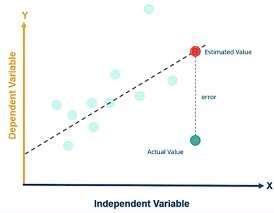 Y
Dependent Variable
Estimated Value
error
Actual Value
X
Independent Variable